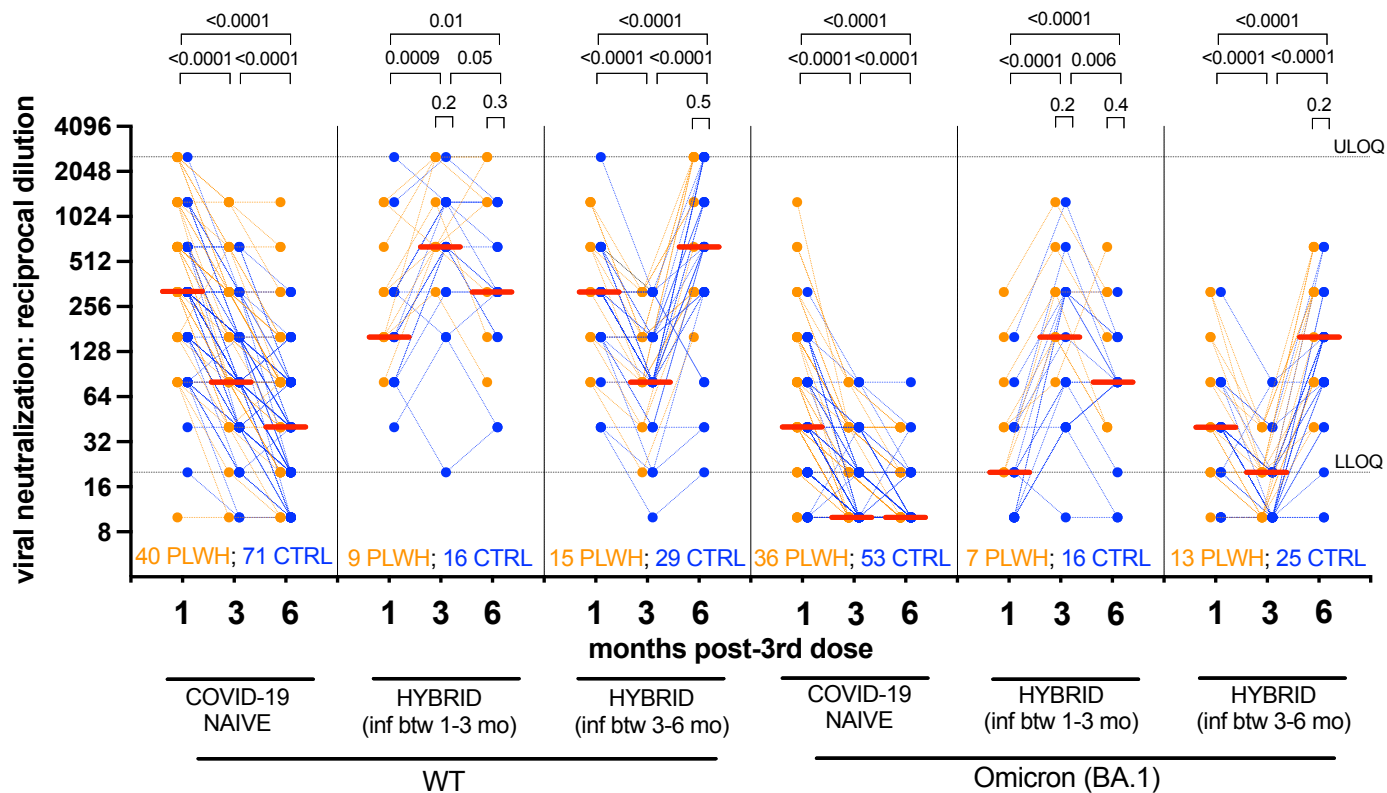 <0.0001 0.01 <0.0001 <0.0001 <0.0001 <0.0001
<0.0001 <0.0001 0.0009 0.05 <0.0001 <0.0001 <0.0001 <0.0001 <0.0001 0.006 <0.0001 <0.0001
0.2 0.3 0.5 0.2 0.4 0.2
viral neutralization: reciprocal dilution
4096
ULOQ
2048
1024
512
256
128
64
32
LLOQ
16
8
40 PLWH; 71 CTRL 9 PLWH; 16 CTRL 15 PLWH; 29 CTRL 36 PLWH; 53 CTRL 7 PLWH; 16 CTRL 13 PLWH; 25 CTRL
1 3 6 1 3 6 1 3 6 1 3 6 1 3 6 1 3 6
months post-3rd dose
COVID-19 HYBRID HYBRID COVID-19 HYBRID HYBRID
NAIVE (inf btw 1-3 mo) (inf btw 3-6 mo) NAIVE (inf btw 1-3 mo) (inf btw 3-6 mo)
WT Omicron (BA.1)